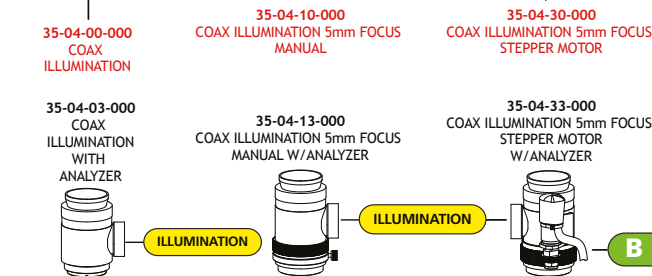 35-04-00-000
COAX
ILLUMINATION
35-04-10-000
COAX ILLUMINATION 5mm FOCUS
MANUAL
35-04-30-000
COAX ILLUMINATION 5mm FOCUS
STEPPER MOTOR
35-04-03-000
COAX
ILLUMINATION
WITH
ANALYZER
35-04-13-000
COAX ILLUMINATION 5mm FOCUS
MANUAL W/ANALYZER
35-04-33-000
COAX ILLUMINATION 5mm FOCUS
STEPPER MOTOR
W/ANALYZER
ILLUMINATION
ILLUMINATION
B